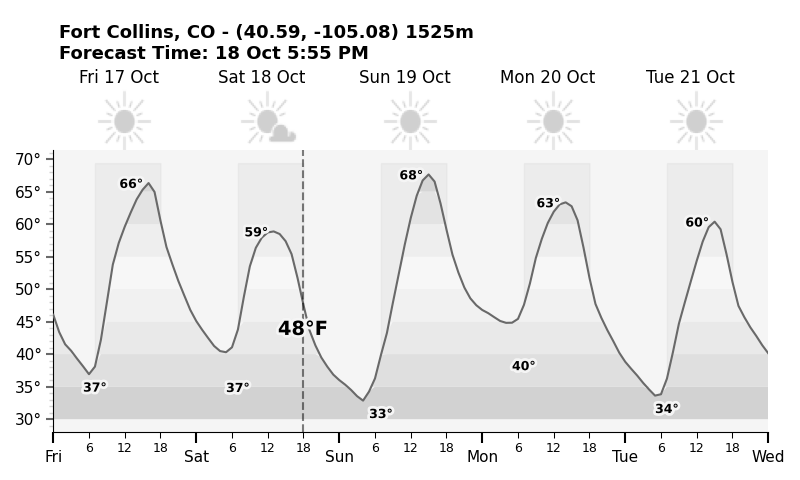 Fort Collins, CO - (40.59, -105.08) 1525m
Forecast Time: 18 Oct 5:55 PM
Fri 17 Oct Sat 18 Oct Sun 19 Oct Mon 20 Oct Tue 21 Oct
70°
65°
60°
55°
50°
45°
40°
35°
30°
66° 59° 68° 63° 60°
48°F
37° 37° 33° 40° 34°
6 12 18 6 12 18 6 12 18 6 12 18 6 12 18
Fri Sat Sun Mon Tue Wed